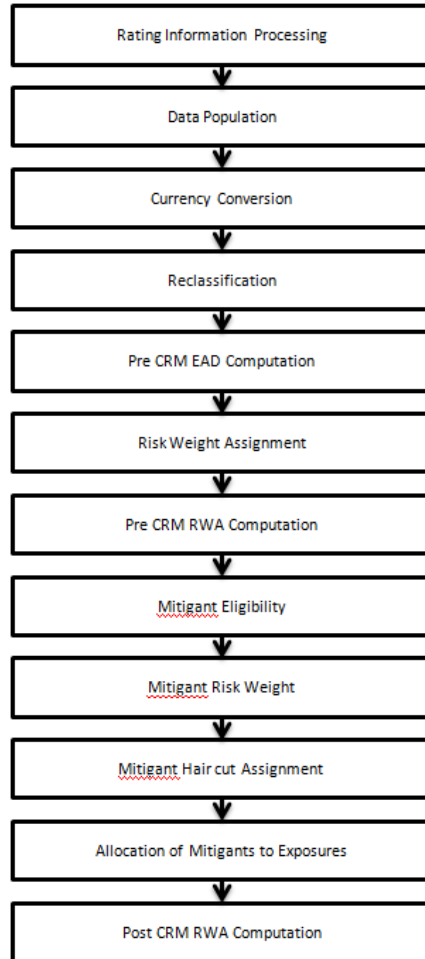 Rating Information Processing
Data Population
Currency Conversion
Reclassification
Pre CRM EAD Computation
Risk Weight Assignment
Pre CRM RWA Computation
Mitigant Eligibility
Mitigant Risk Weight
Mitigant Hair cut Assignment
Allocation of Mitigants to Exposures
Post CRM RWA Computation